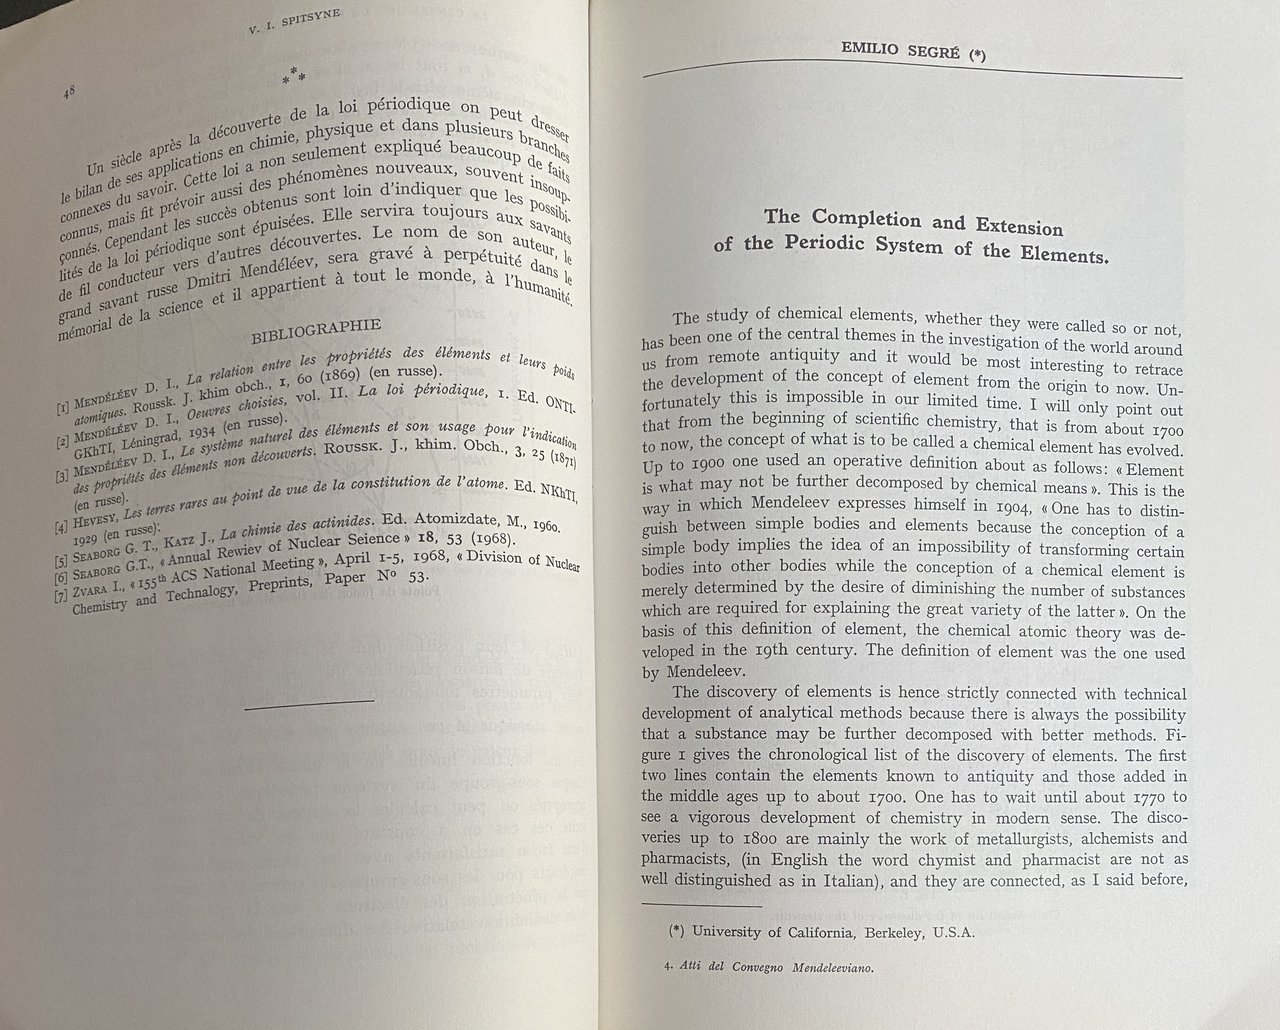 48
V. I. SPITSYNE
***
Un siècle après la découverte de la loi périodique on peut dresser
le bilan de ses applications en chimie, physique et dans plusieurs branches
connexes du savoir. Cette loi a non seulement expliqué beaucoup de faits
connus, mais fit prévoir aussi des phénomènes nouveaux, souvent insoup-
çonnés. Cependant les succès obtenus sont loin d'indiquer que les possibi-
lités de la loi périodique sont épuisées. Elle servira toujours aux savants
de fil conducteur vers d'autres découvertes. Le nom de son auteur, le
grand savant russe Dmitri Mendéléev, sera gravé à perpétuité dans le
mémorial de la science et il appartient à tout le monde, à l'humanité.
BIBLIOGRAPHIE
[1] MENDÉLÉEV D. I., La relation entre les propriétés des éléments et leurs poids
atomiques. Roussk. J. khim obch., 1, 60 (1869) (en russe).
[2] MENDÉLÉEV D. I., Oeuvres choisies, vol. II. La loi périodique, 1. Ed. ONTI-
GKhTI, Léningrad, 1934 (en russe).
[3] MENDÉLÉEV D. I., Le système naturel des éléments et son usage pour l'indication
des propriétés des éléments non découverts. ROUSSK. J., khim. Obch., 3, 25 (1871)
(en russe).
[4] HEVESY, Les terres rares au point de vue de la constitution de l'atome. Ed. NKhTI,
1929 (en russe):
[5] SEABORG G. T., KATZ J., La chimie des actinides. Ed. Atomizdate, M., 1960.
[6] SEABORG G.T., « Annual Rewiev of Nuclear Seience » 18, 53 (1968).
[7] ZVARA I., « 155th ACS National Meeting », April 1-5, 1968, « Division of Nuclear
Chemistry and Technalogy, Preprints, Paper No 53.
EMILIO SEGRÉ (*)
The Completion and Extension
of the Periodic System of the Elements.
The study of chemical elements, whether they were called so or not,
has been one of the central themes in the investigation of the world around
us from remote antiquity and it would be most interesting to retrace
the development of the concept of element from the origin to now. Un-
fortunately this is impossible in our limited time. I will only point out
that from the beginning of scientific chemistry, that is from about 1700
to now, the concept of what is to be called a chemical element has evolved.
Up to 1900 one used an operative definition about as follows: « Element
is what may not be further decomposed by chemical means ». This is the
way in which Mendeleev expresses himself in 1904, « One has to distin-
guish between simple bodies and elements because the conception of a
simple body implies the idea of an impossibility of transforming certain
bodies into other bodies while the conception of a chemical element is
merely determined by the desire of diminishing the number of substances
which are required for explaining the great variety of the latter ». On the
basis of this definition of element, the chemical atomic theory was de-
veloped in the 19th century. The definition of element was the one used
by Mendeleev.
The discovery of elements is hence strictly connected with technical
development of analytical methods because there is always the possibility
that a substance may be further decomposed with better methods. Fi-
gure 1 gives the chronological list of the discovery of elements. The first
two lines contain the elements known to antiquity and those added in
the middle ages up to about 1700. One has to wait until about 1770 to
see a vigorous development of chemistry in modern sense. The disco-
veries up to 1800 are mainly the work of metallurgists, alchemists and
pharmacists, (in English the word chymist and pharmacist are not as
well distinguished as in Italian), and they are connected, as I said before,
(*) University of California, Berkeley, U.S.A.
4. Atti del Convegno Mendeleeviano.